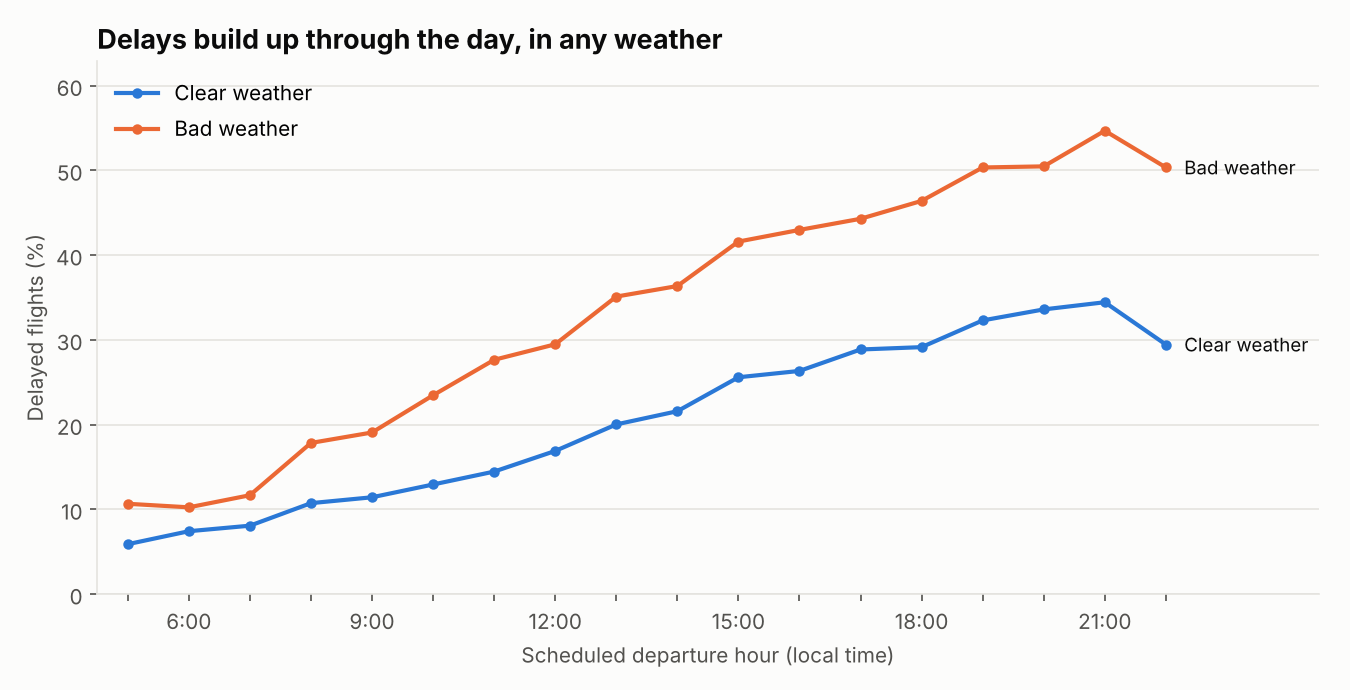 Delays build up through the day, in any weather
Clear weather
Bad weather
60
50
40
30
20
10
0
Delayed flights (%)
Bad weather
Clear weather
6:00
9:00
12:00
15:00
18:00
21:00
Scheduled departure hour (local time)